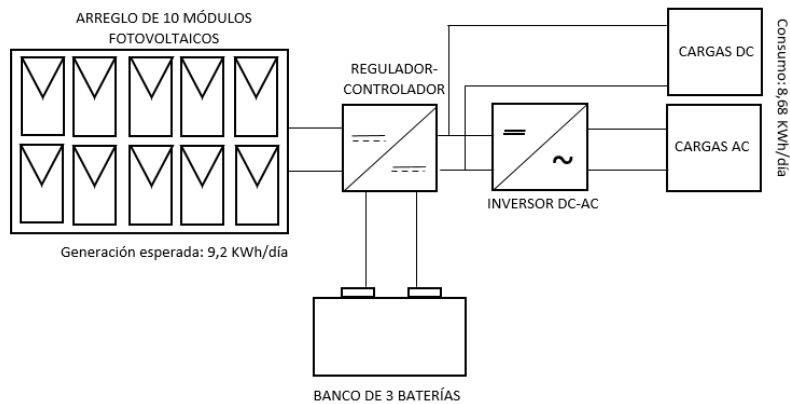 ARREGLO DE 10 MÓDULOS
FOTOVOLTAICOS
REGULADOR-
CONTROLADOR
CARGAS DC
CARGAS AC
Consumo: 8,68 KWh/día
INVERSOR DC-AC
Generación esperada: 9,2 KWh/día
BANCO DE 3 BATERÍAS